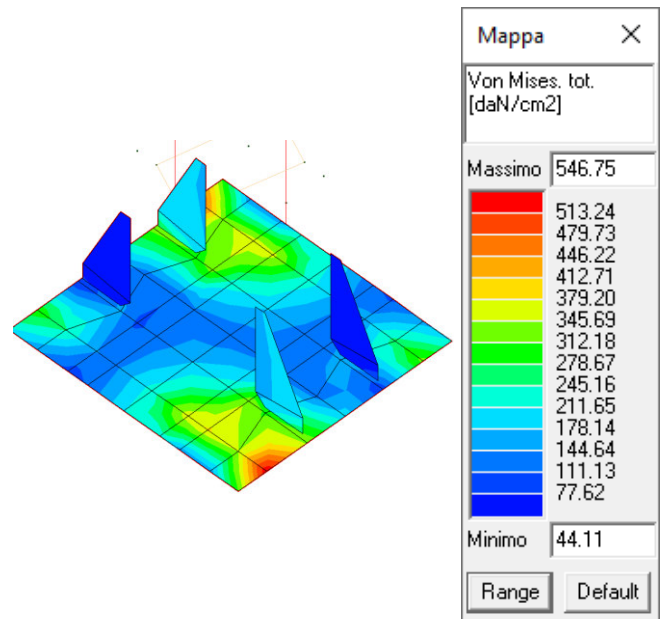 Mappa
Von Mises. tot.
[daN/cm2]
Massimo 546.75
513.24
479.73
446.22
412.71
379.20
345.69
312.18
278.67
245.16
211.65
178.14
144.64
111.13
77.62
Minimo 44.11
Range Default